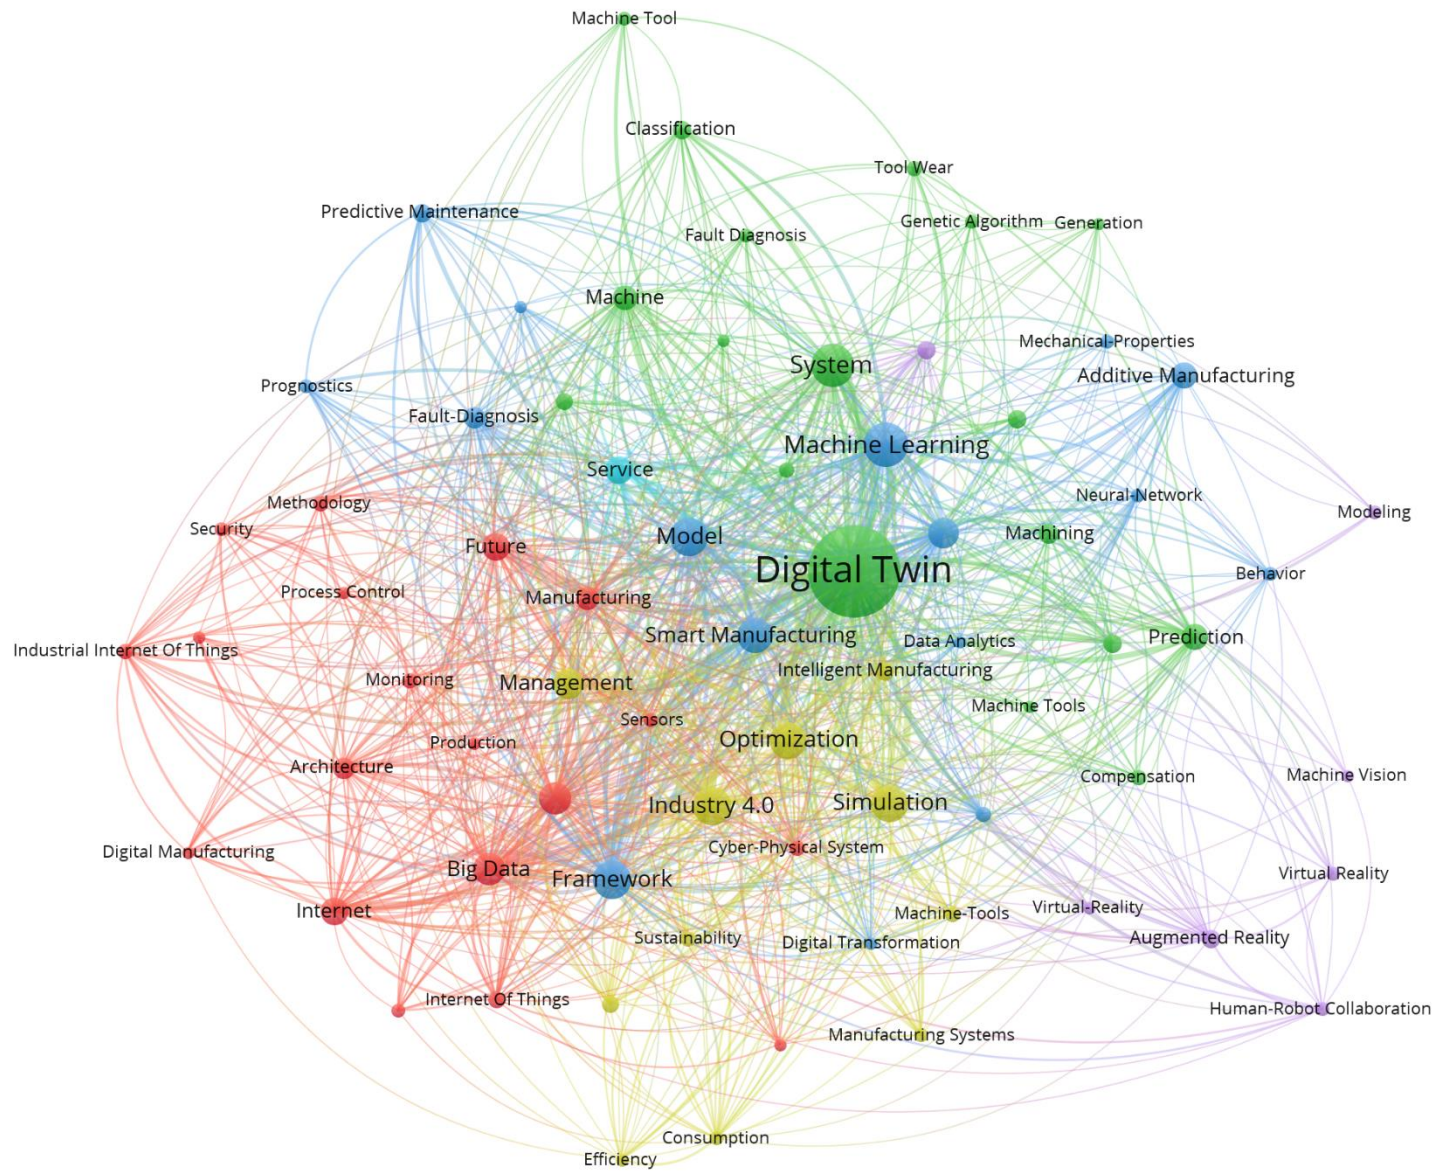 Machine Tool
Classification
Tool Wear
Predictive Maintenance
Genetic Algorithm
Generation
Fault Diagnosis
Machine
Mechanical-Properties
System
Additive Manufacturing
Prognostics
Fault-Diagnosis
Machine Learning
Service
Neural-Network
Methodology
Modeling
Security
Machining
Model
Future
Digital Twin
Behavior
Process Control
Manufacturing
Smart Manufacturing
Prediction
Data Analytics
Industrial Internet Of Things
Intelligent Manufacturing
Monitoring
Management
Machine Tools
Sensors
Optimization
Production
Architecture
Machine Vision
Compensation
Simulation
Industry 4.0
Cyber-Physical System
Digital Manufacturing
Big Data
Virtual Reality
Framework
Virtual-Reality
Internet
Machine-Tools
Augmented Reality
Sustainability
Digital Transformation
Internet Of Things
Human-Robot Collaboration
Manufacturing Systems
Consumption
Efficiency